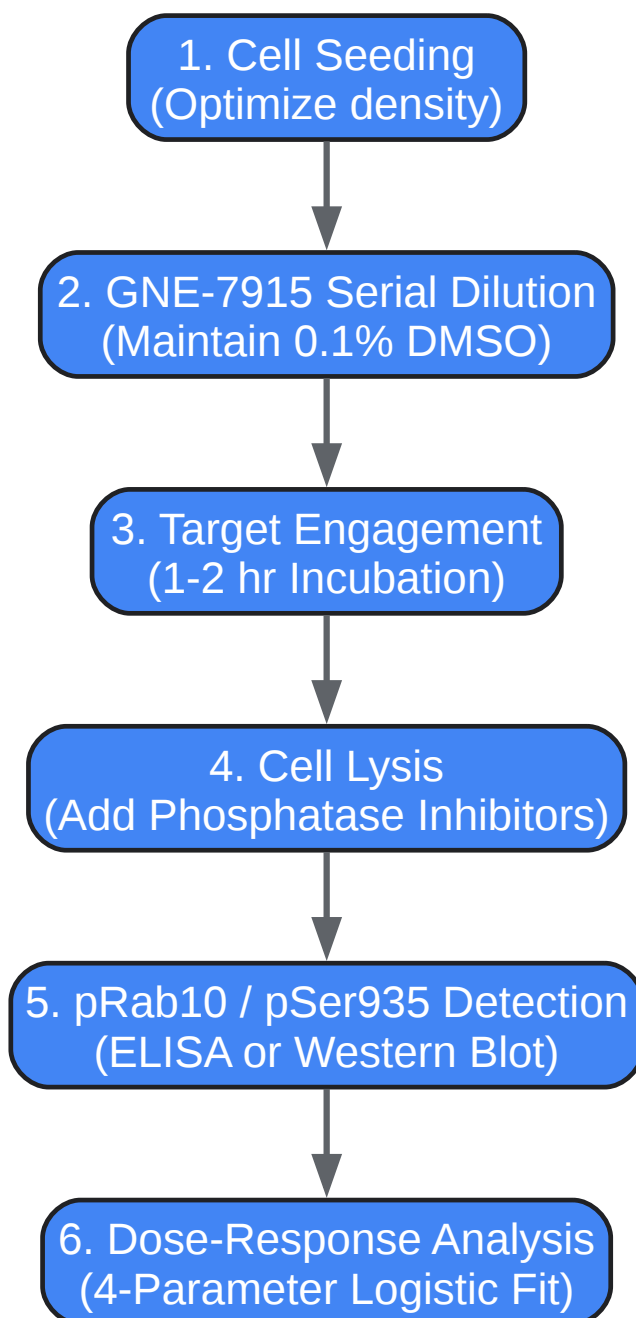 1. Cell Seeding
(Optimize density)
2. GNE-7915 Serial Dilution
(Maintain 0.1% DMSO)
3. Target Engagement
(1-2 hr Incubation)
4. Cell Lysis
(Add Phosphatase Inhibitors)
5. pRab10 / pSer935 Detection
(ELISA or Western Blot)
6. Dose-Response Analysis
(4-Parameter Logistic Fit)